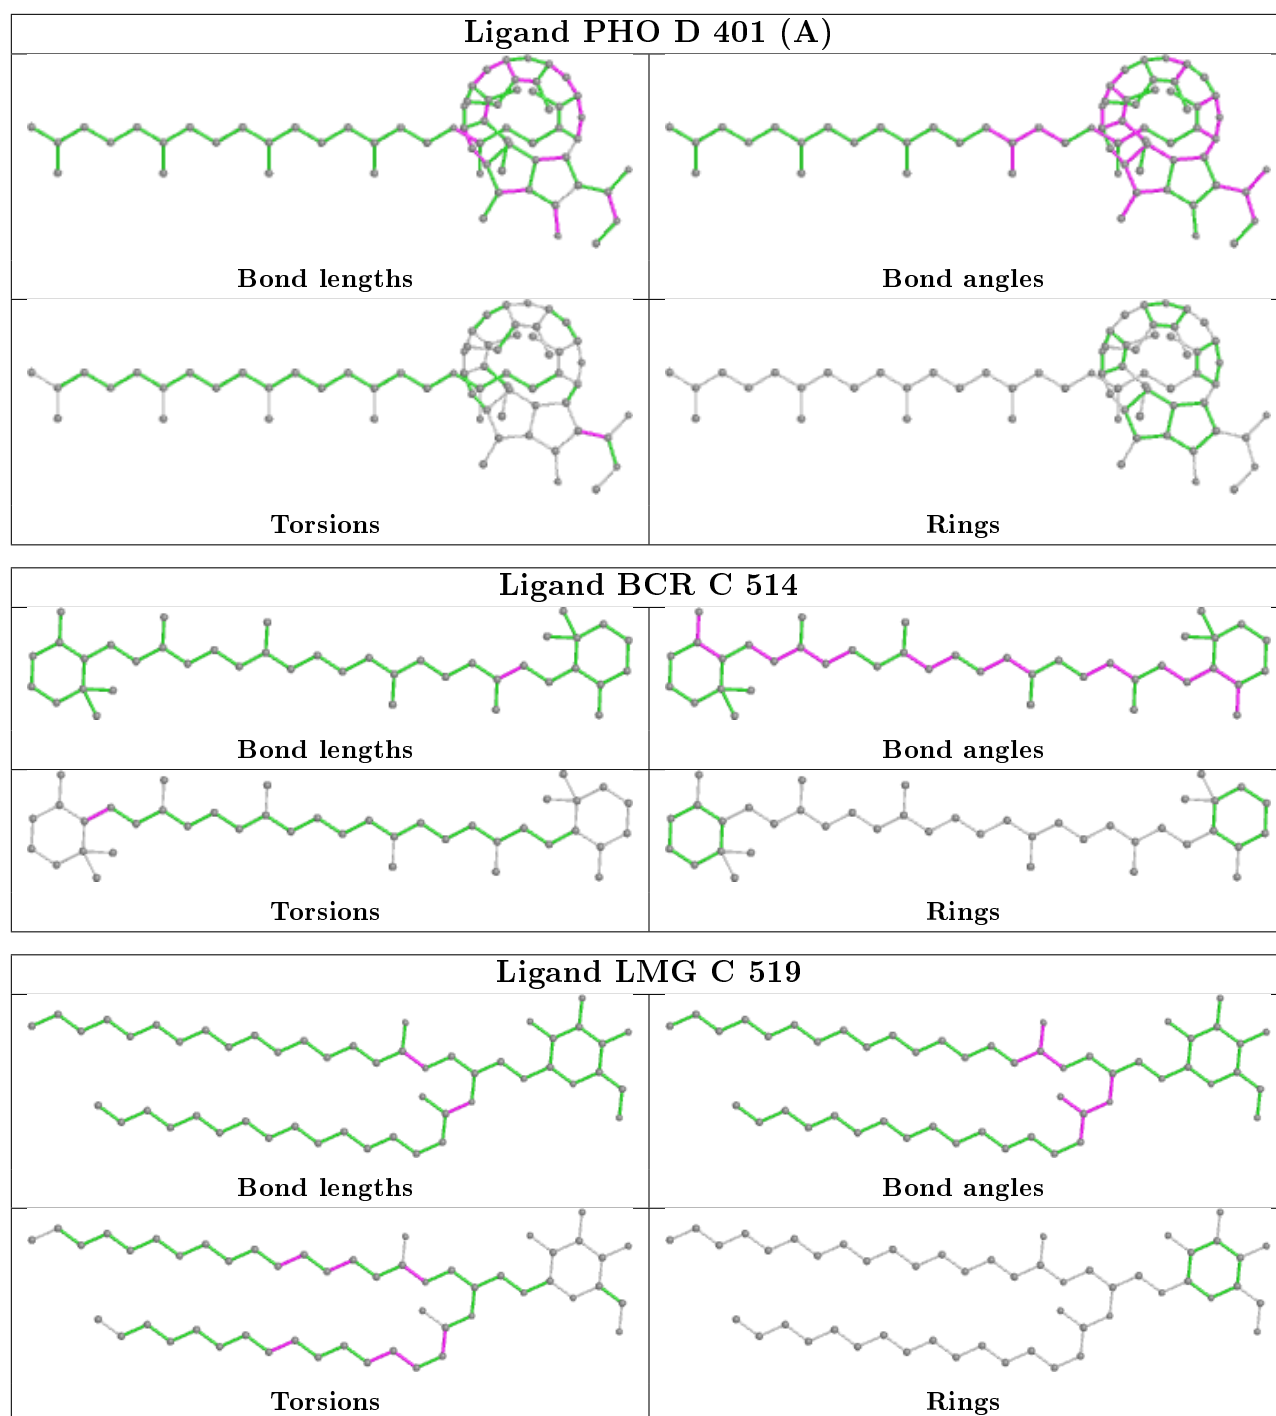 Ligand PHO D 401 (A)
Bond lengths
Bond angles
Torsions
Rings
Ligand BCR C 514
Bond lengths
Bond angles
Torsions
Rings
Ligand LMG C 519
Bond lengths
Bond angles
Torsions
Rings